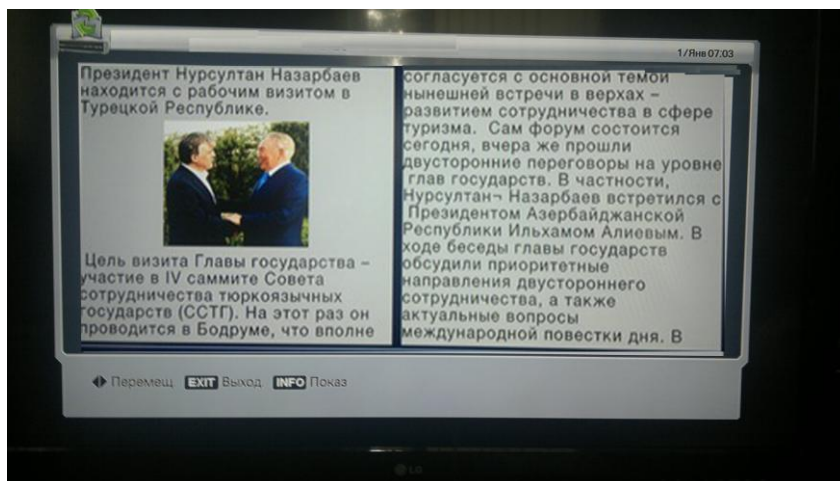 1/Янв 07.03
Президент Нурсултан Назарбаев
находится с рабочим визитом в
Турецкой Республике.
Цель визита Главы государства –
участие в IV саммите Совета
сотрудничества тюркоязычных
государств (ССТГ). На этот раз он
проводится в Бодруме, что вполне
согласуется с основной темой
нынешней встречи в верхах –
развитием сотрудничества в сфере
туризма. Сам форум состоится
сегодня, вчера же прошли
двусторонние переговоры на уровне
глав государств. В частности,
Нурсултан¬ Назарбаев встретился с
Президентом Азербайджанской
Республики Ильхамом Алиевым. В
ходе беседы главы государств
обсудили приоритетные
направления двустороннего
сотрудничества, а также
актуальные вопросы
международной повестки дня. В
Перемещ. EXIT Выход INFO Показ
LG